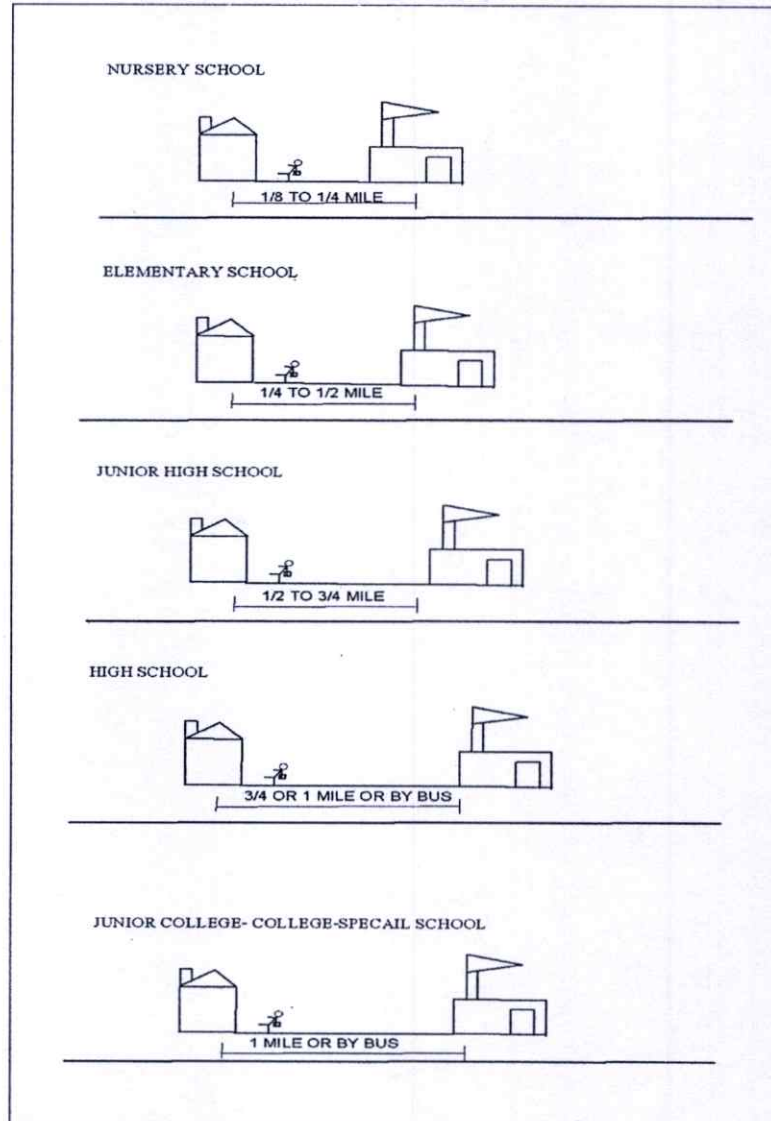 NURSERY SCHOOL
1/8 TO 1/4 MILE
ELEMENTARY SCHOOL
1/4 TO 1/2 MILE
JUNIOR HIGH SCHOOL
1/2 TO 3/4 MILE
HIGH SCHOOL
3/4 OR 1 MILE OR BY BUS
JUNIOR COLLEGE- COLLEGE-SPECAIL SCHOOL
1 MILE OR BY BUS